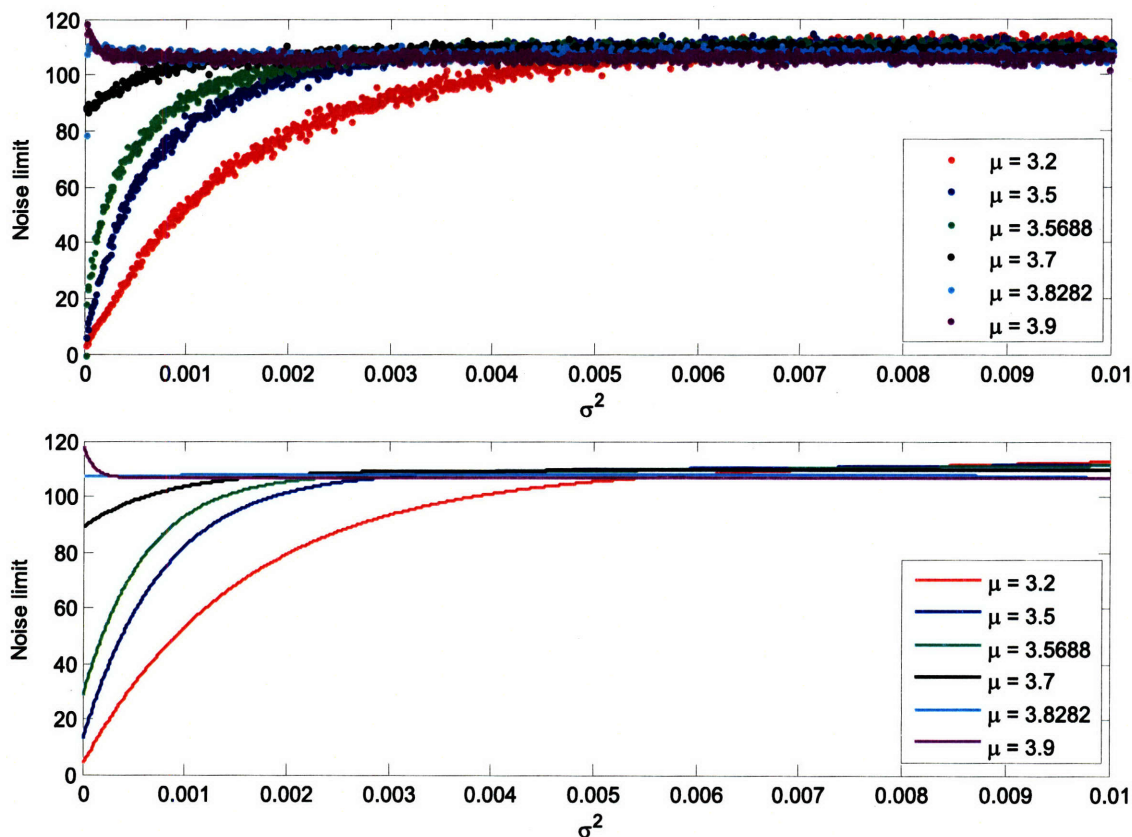 120
100
80
60
40
20
0
Noise limit
0 0.001 0.002 0.003 0.004 0.005 0.006 0.007 0.008 0.009 0.01
σ²
μ = 3.2
μ = 3.5
μ = 3.5688
μ = 3.7
μ = 3.8282
μ = 3.9
120
100
80
60
40
20
0
Noise limit
0 0.001 0.002 0.003 0.004 0.005 0.006 0.007 0.008 0.009 0.01
σ²
μ = 3.2
μ = 3.5
μ = 3.5688
μ = 3.7
μ = 3.8282
μ = 3.9